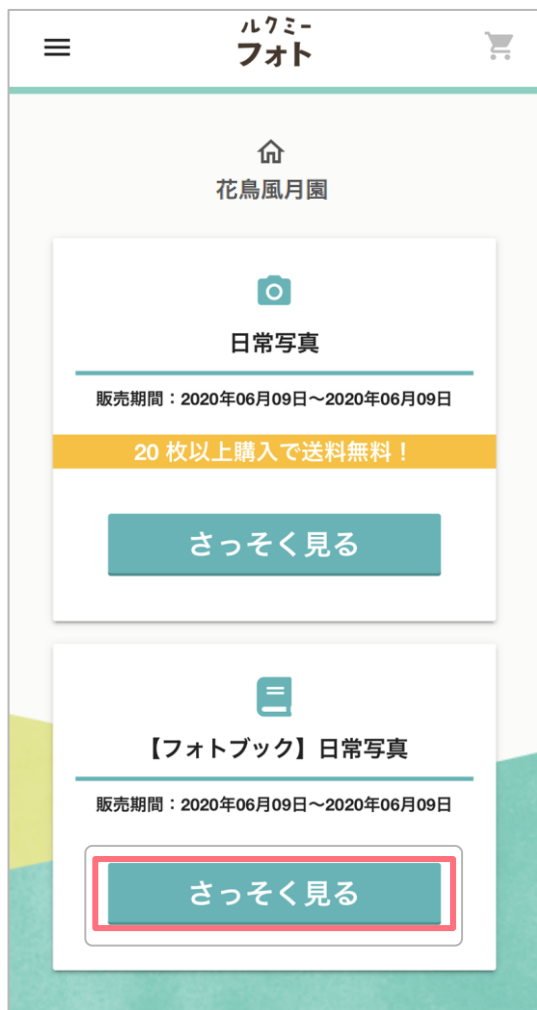 ルクミー
フォト
花鳥風月園
日常写真
販売期間：2020年06月09日〜2020年06月09日
20 枚以上購入で送料無料！
さっそく見る
【フォトブック】日常写真
販売期間：2020年06月09日〜2020年06月09日
さっそく見る